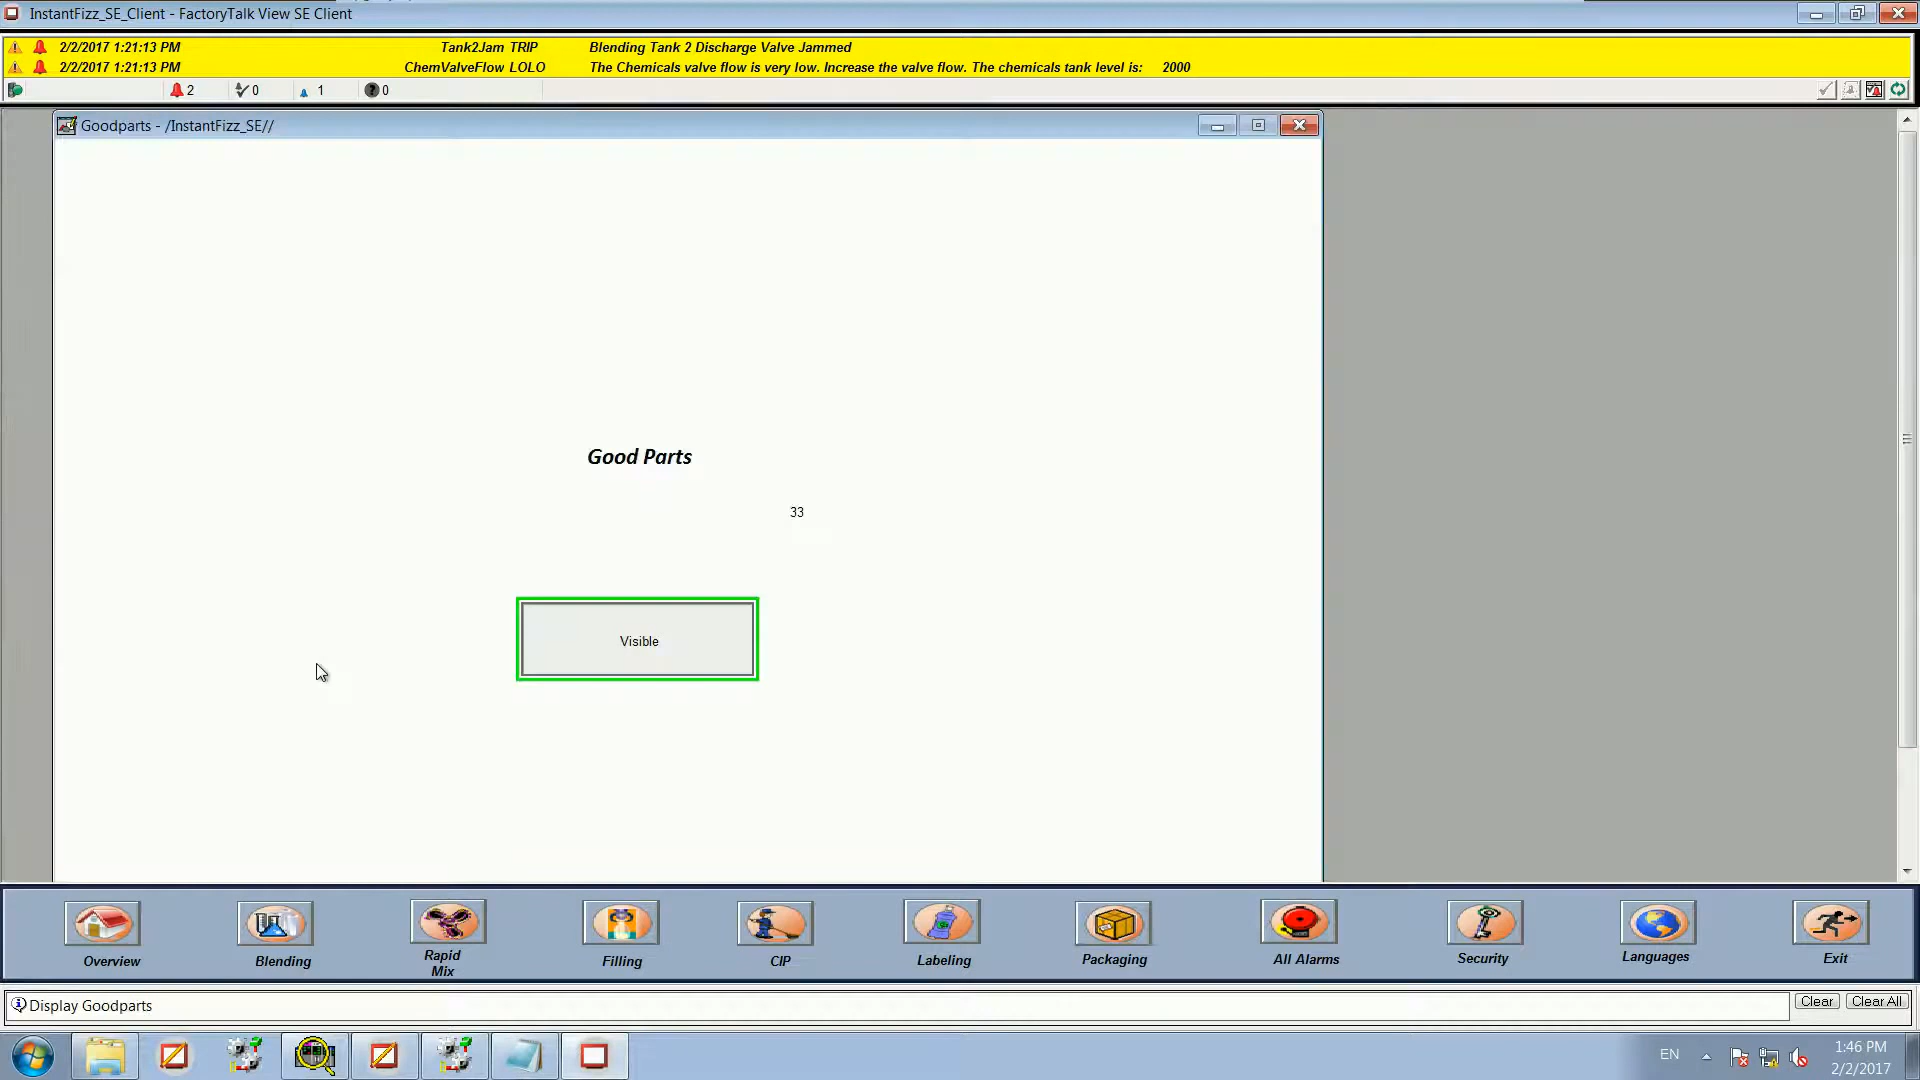 InstantFizz_SE_Client - FactoryTalk View SE Client
2/2/2017 1:21:13 PM Tank2Jam TRIP Blending Tank 2 Discharge Valve Jammed
2/2/2017 1:21:13 PM ChemValveFlow LOLO The Chemicals valve flow is very low. Increase the valve flow. The chemicals tank level is: 2000
2 0 1 0
Goodparts - /InstantFizz_SE//
Good Parts
33
Visible
Overview Blending Rapid Mix Filling CIP Labeling Packaging All Alarms Security Languages Exit
Display Goodparts Clear Clear All
EN 1:46 PM
2/2/2017